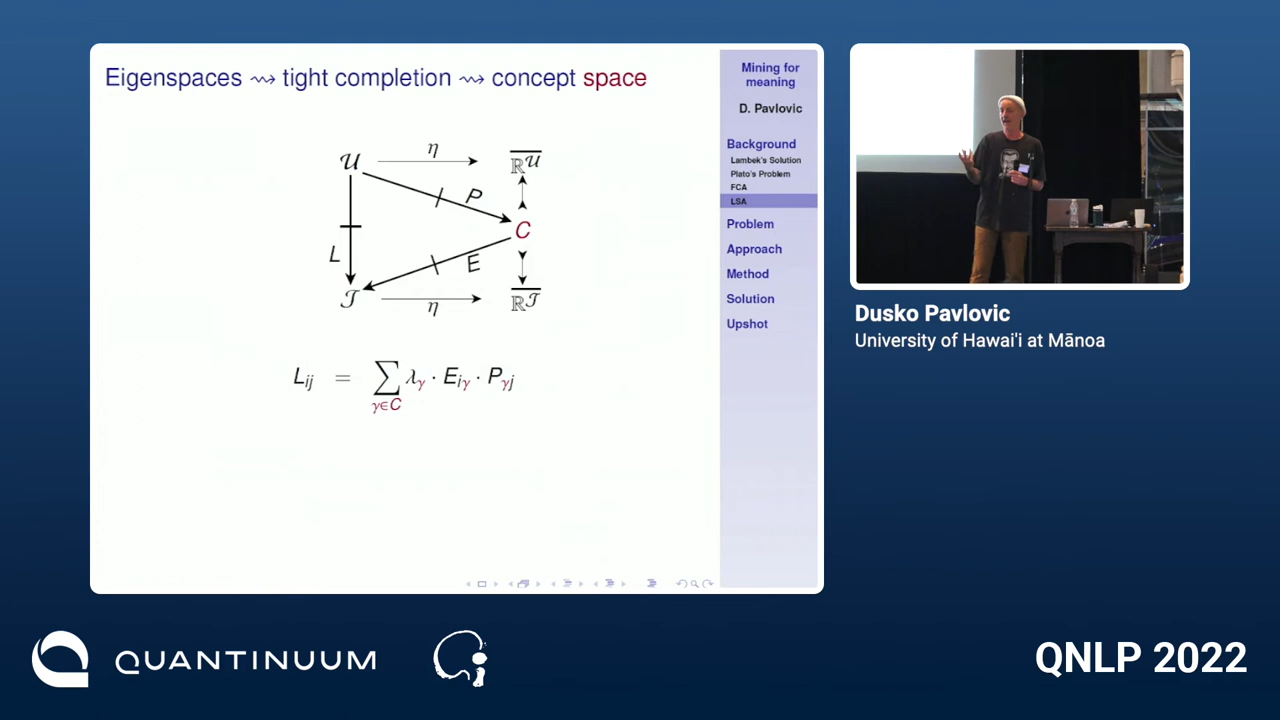 Eigenspaces ⇝ tight completion ⇝ concept space
𝒰 η ℝ^𝒰
P
C
L
E
𝒥 η ℝ^𝒥
L_ij = ∑_{γ∈C} λ_γ · E_iγ · P_γj
Mining for
meaning
D. Pavlovic
Background
Lambek's Solution
Plato's Problem
FCA
LSA
Problem
Approach
Method
Solution
Upshot
Dusko Pavlovic
University of Hawai'i at Mānoa
QUANTINUUM
QNLP 2022